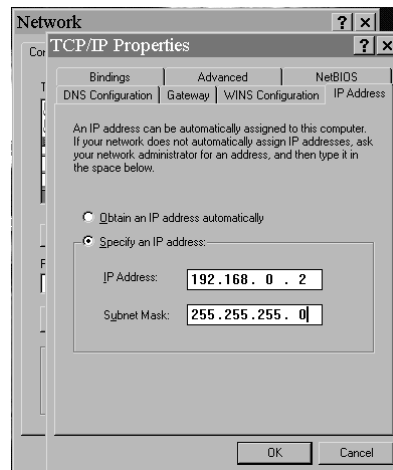 Network
TCP/IP Properties
Bindings Advanced NetBIOS
DNS Configuration Gateway WINS Configuration IP Address
An IP address can be automatically assigned to this computer.
If your network does not automatically assign IP addresses, ask
your network administrator for an address, and then type it in
the space below.
Obtain an IP address automatically
Specify an IP address:
IP Address: 192.168. 0 . 2
Subnet Mask: 255.255.255. 0
OK Cancel